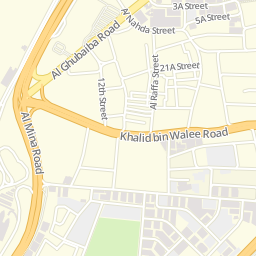 3A Street
Al Nahda Street
5A Street
Al Ghubaiba Road
21A Street
12th Street
Al Raffa Street
Khalid bin Walee Road
Al Mina Road